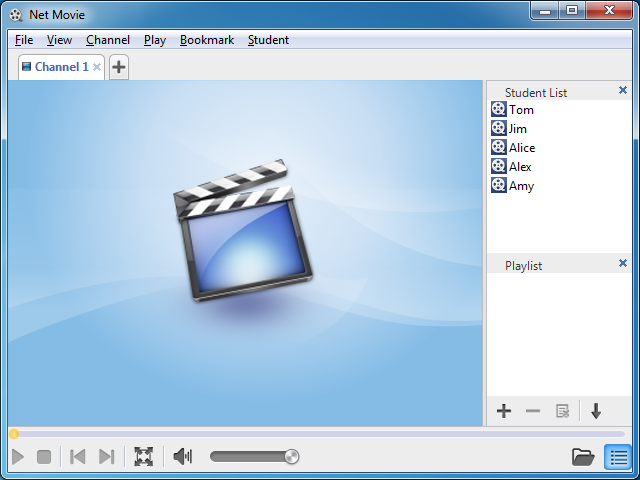 Net Movie
File View Channel Play Bookmark Student
Channel 1
Student List
Tom
Jim
Alice
Alex
Amy
Playlist